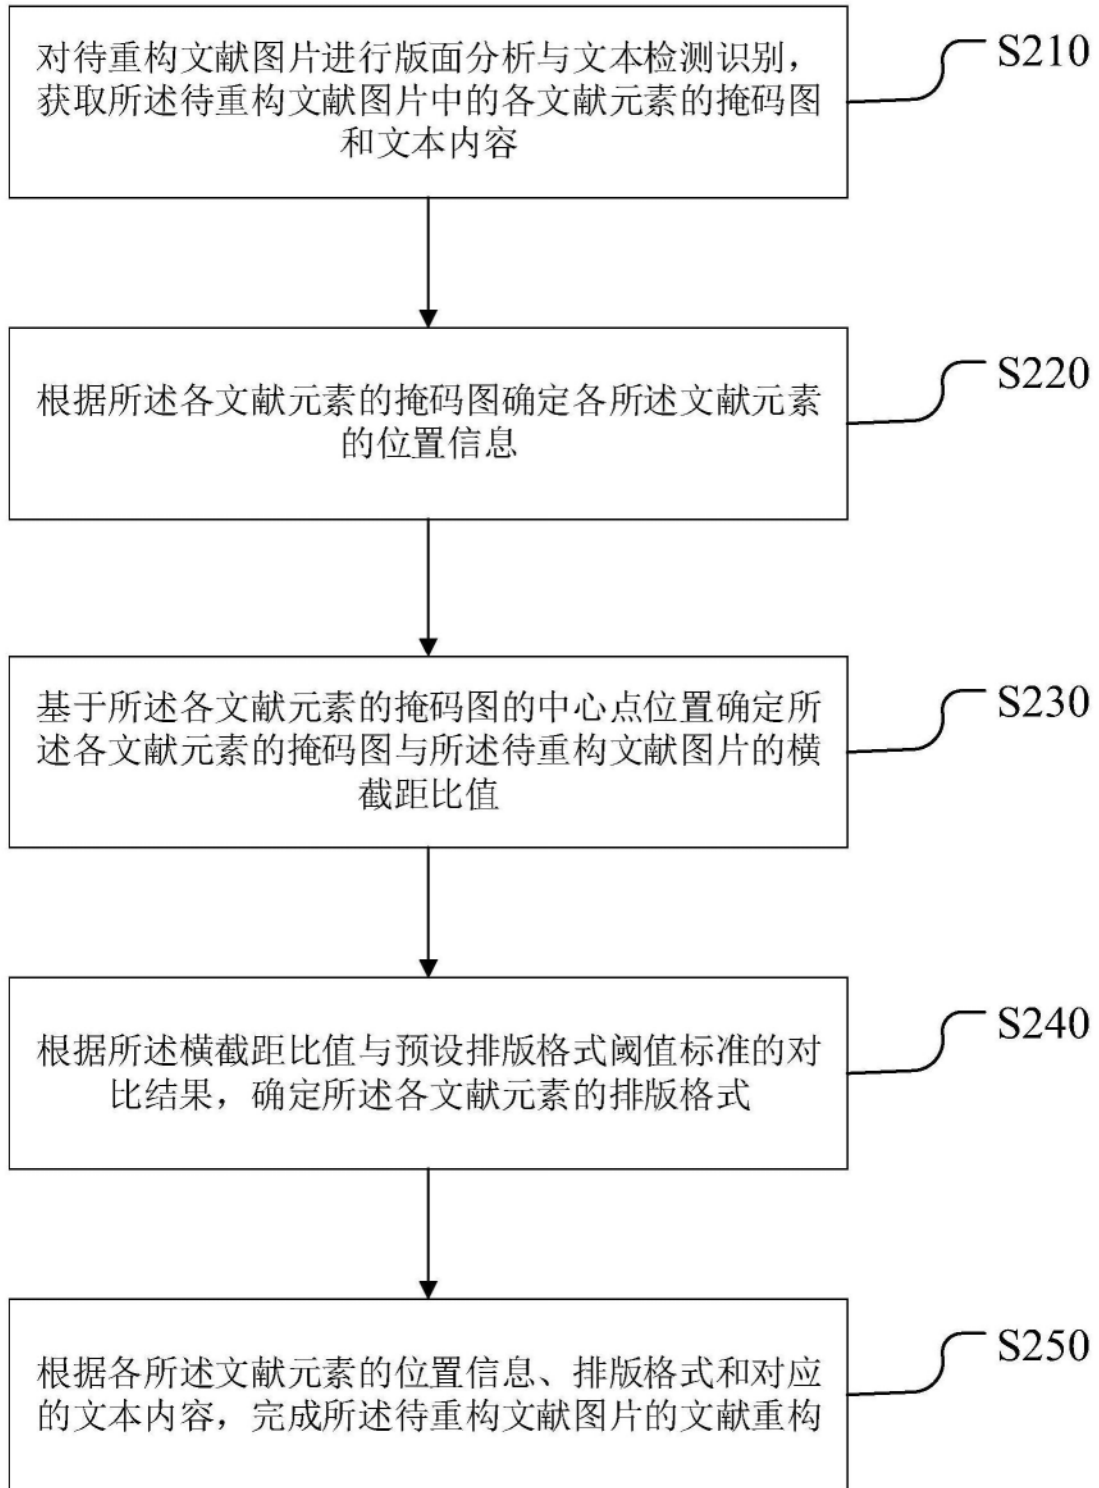 对待重构文献图片进行版面分析与文本检测识别，
获取所述待重构文献图片中的各文献元素的掩码图
和文本内容
S210
根据所述各文献元素的掩码图确定各所述文献元素
的位置信息
S220
基于所述各文献元素的掩码图的中心点位置确定所
述各文献元素的掩码图与所述待重构文献图片的横
截距比值
S230
根据所述横截距比值与预设排版格式阈值标准的对
比结果，确定所述各文献元素的排版格式
S240
根据各所述文献元素的位置信息、排版格式和对应
的文本内容，完成所述待重构文献图片的文献重构
S250